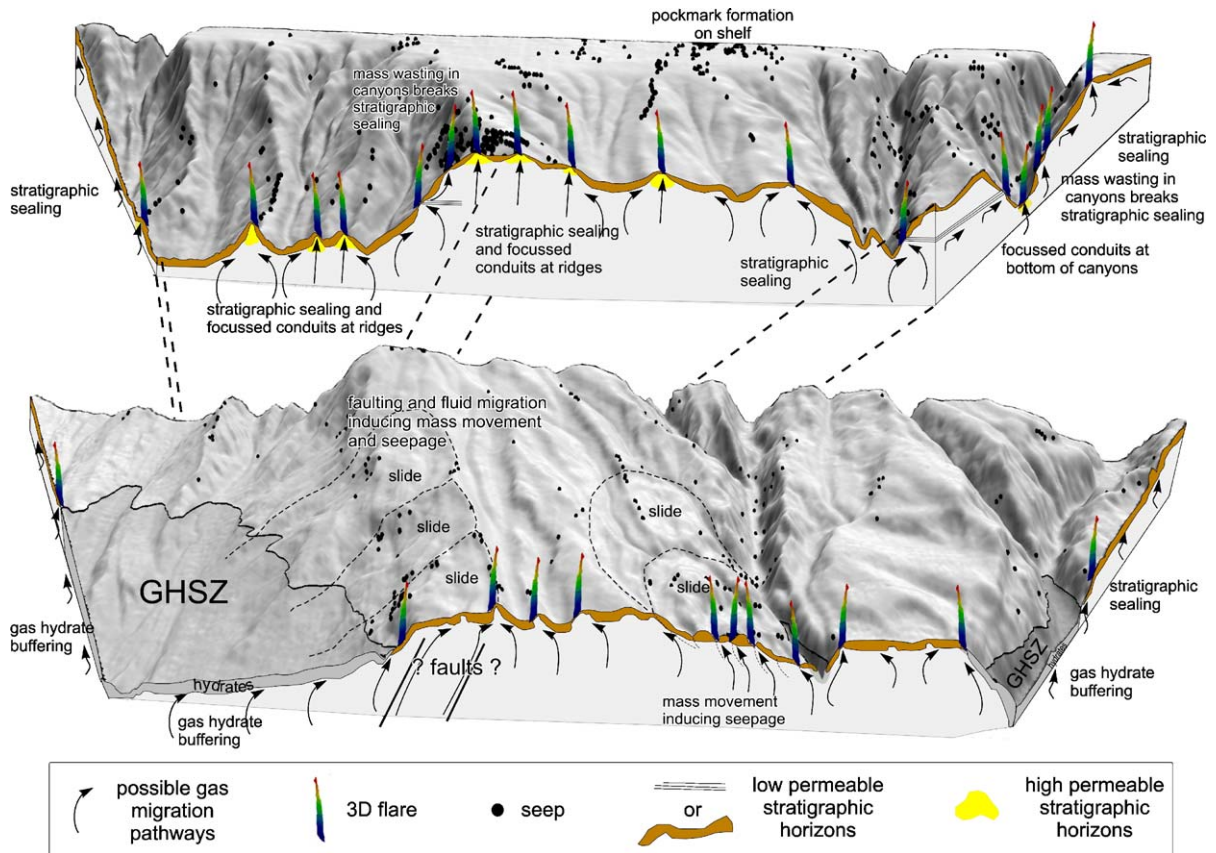 pockmark formation
on shelf
mass wasting in
canyons breaks
stratigraphic
sealing
stratigraphic
sealing
stratigraphic
sealing
mass wasting in
canyons breaks
stratigraphic sealing
stratigraphic sealing
and focussed
conduits at ridges
stratigraphic
sealing
focussed conduits at
bottom of canyons
stratigraphic sealing and
focussed conduits at ridges
faulting and fluid migration
inducing mass movement
and seepage
slide
slide
slide
slide
slide
GHSZ
gas hydrate
buffering
hydrates
gas hydrate
buffering
? faults ?
mass movement
inducing seepage
stratigraphic
sealing
GHSZ
hydrates
gas hydrate
buffering
possible gas
migration
pathways
3D flare
seep
or
low permeable
stratigraphic
horizons
high permeable
stratigraphic
horizons